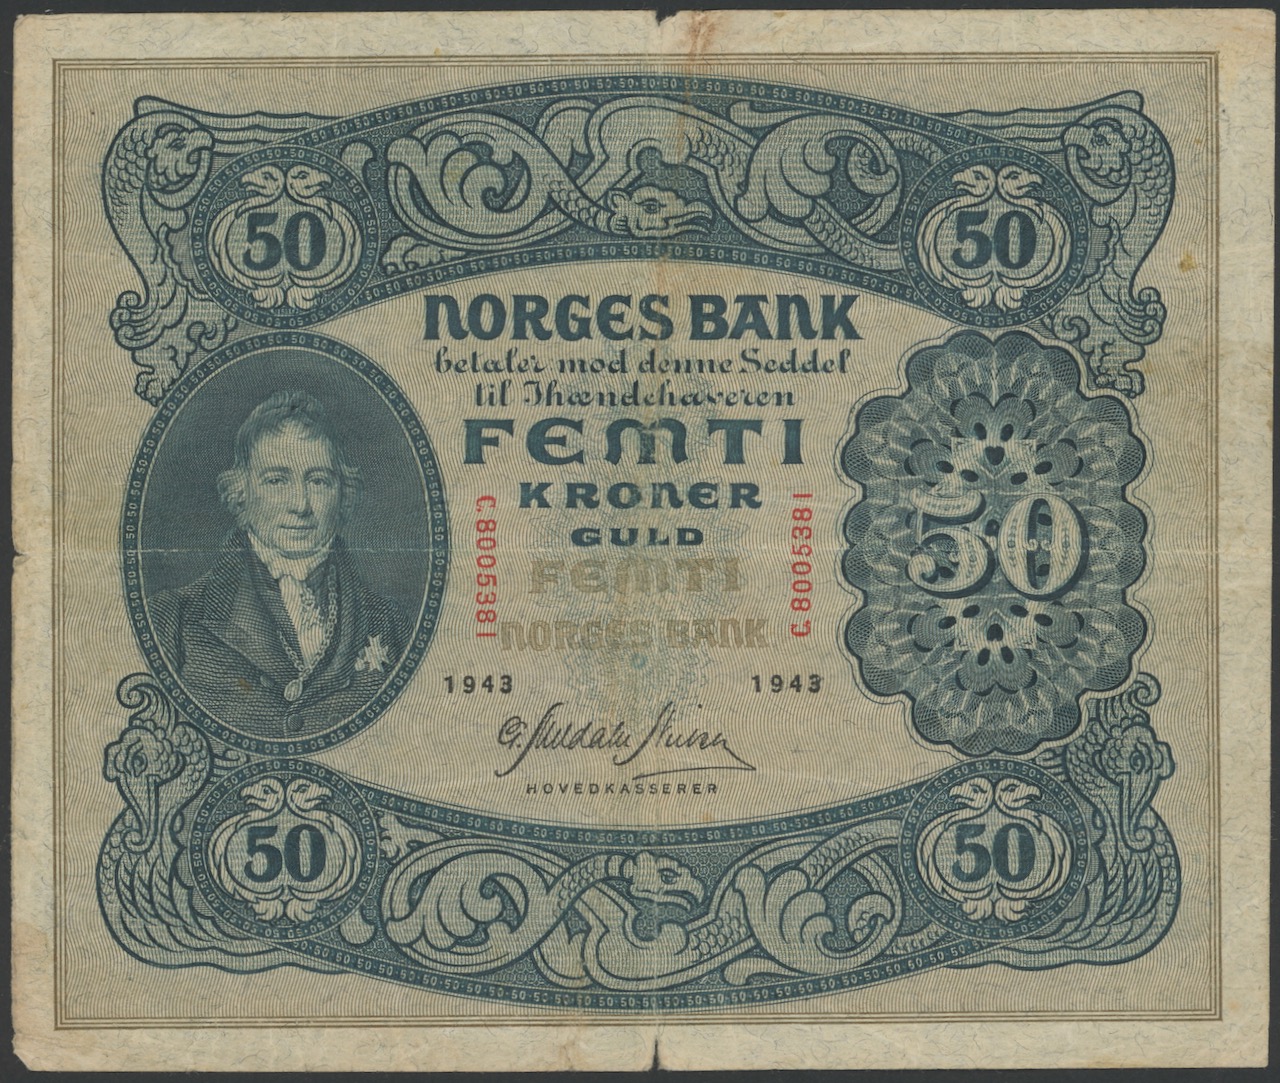 50 50
NORGES BANK
betaler mod denne Seddel
til Ihændehaveren
FEMTI
KRONER
GULD
50
C.8005381 C.8005381
FEMTI
NORGES BANK
1943 1943
HOVEDKASSERER
50 50